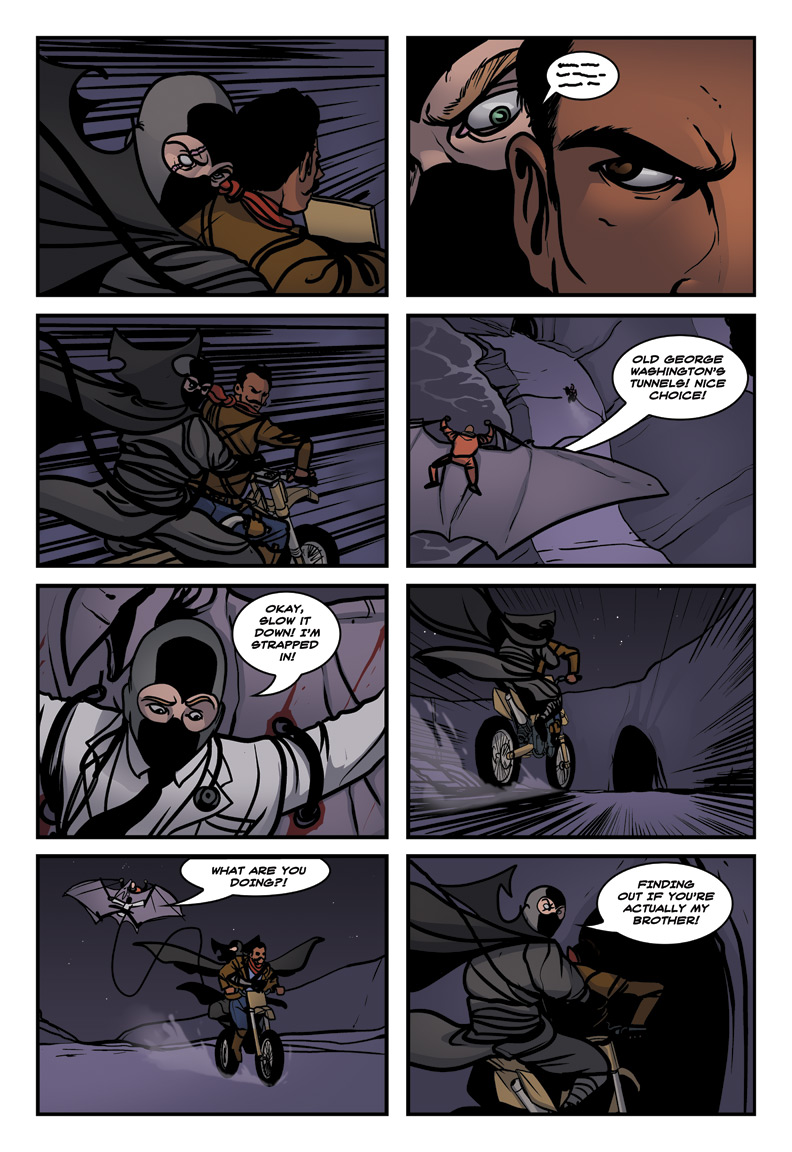 OLD GEORGE
WASHINGTON'S
TUNNELS! NICE
CHOICE!
OKAY,
SLOW IT
DOWN! I'M
STRAPPED
IN!
WHAT ARE YOU
DOING?!
FINDING
OUT IF YOU'RE
ACTUALLY MY
BROTHER!